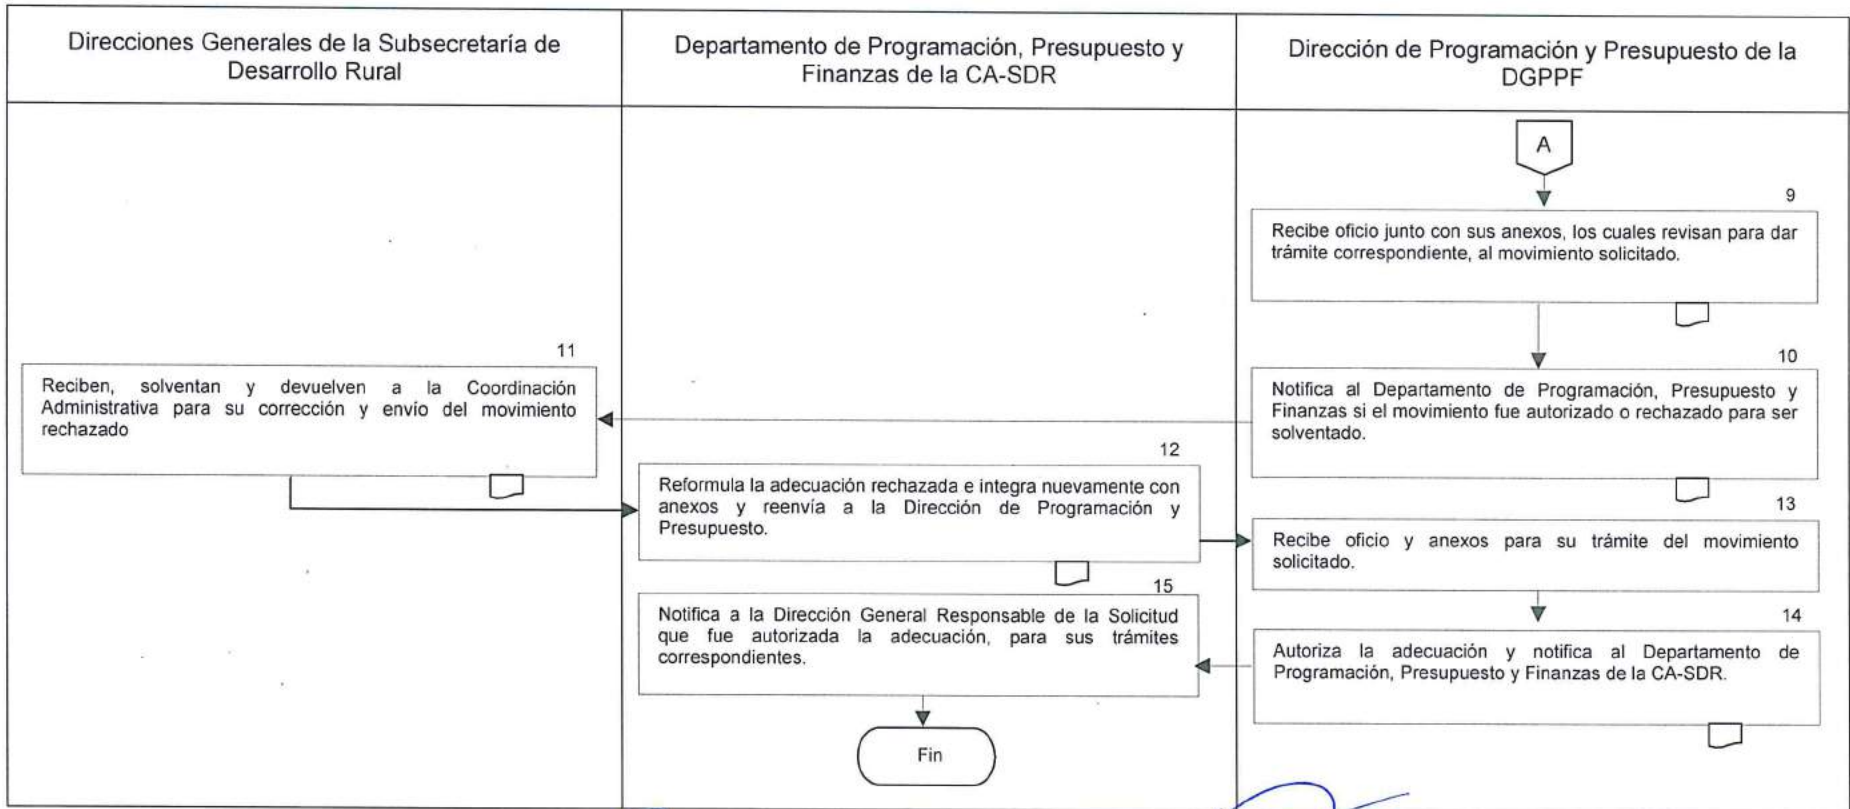 Direcciones Generales de la Subsecretaría de
Desarrollo Rural
Departamento de Programación, Presupuesto y
Finanzas de la CA-SDR
Dirección de Programación y Presupuesto de la
DGPPF
A
9
Recibe oficio junto con sus anexos, los cuales revisan para dar
trámite correspondiente, al movimiento solicitado.
10
Notifica al Departamento de Programación, Presupuesto y
Finanzas si el movimiento fue autorizado o rechazado para ser
solventado.
11
Reciben, solventan y devuelven a la Coordinación
Administrativa para su corrección y envío del movimiento
rechazado
12
Reformula la adecuación rechazada e integra nuevamente con
anexos y reenvía a la Dirección de Programación y
Presupuesto.
13
Recibe oficio y anexos para su trámite del movimiento
solicitado.
14
Autoriza la adecuación y notifica al Departamento de
Programación, Presupuesto y Finanzas de la CA-SDR.
15
Notifica a la Dirección General Responsable de la Solicitud
que fue autorizada la adecuación, para sus trámites
correspondientes.
Fin